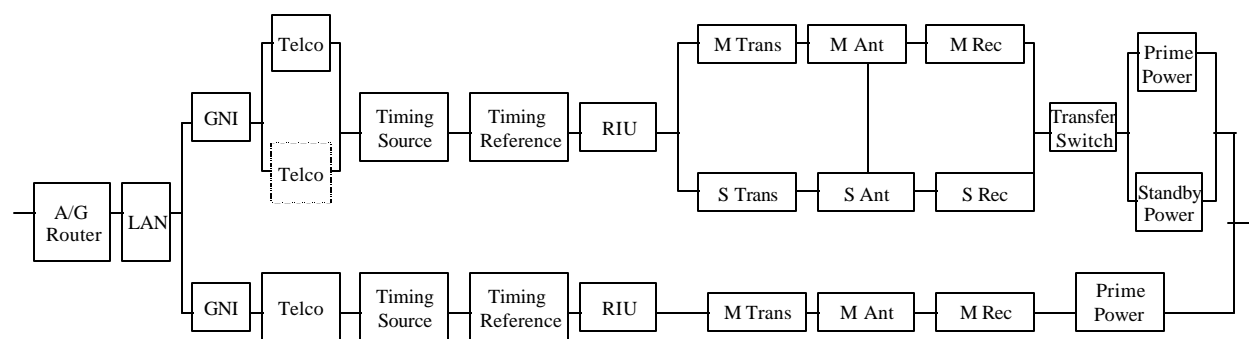 Telco
M Trans
M Ant
M Rec
Prime
Power
GNI
Timing
Source
Timing
Reference
RIU
Transfer
Switch
Telco
S Trans
S Ant
S Rec
Standby
Power
A/G
Router
LAN
GNI
Telco
Timing
Source
Timing
Reference
RIU
M Trans
M Ant
M Rec
Prime
Power